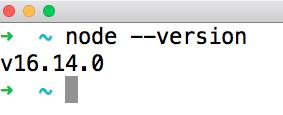 ➜ ~ node --version
v16.14.0
➜ ~